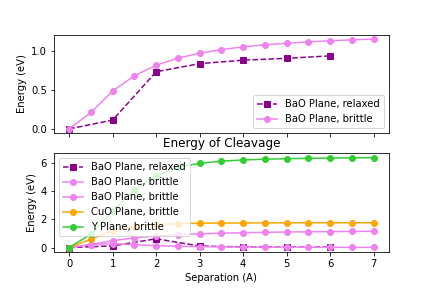 1.0
0.5
0.0
Energy (eV)
BaO Plane, relaxed
BaO Plane, brittle
Energy of Cleavage
6
4
2
0
Energy (eV)
BaO Plane, relaxed
BaO Plane, brittle
BaO Plane, brittle
CuO Plane, brittle
Y Plane, brittle
0 1 2 3 4 5 6 7
Separation (A)